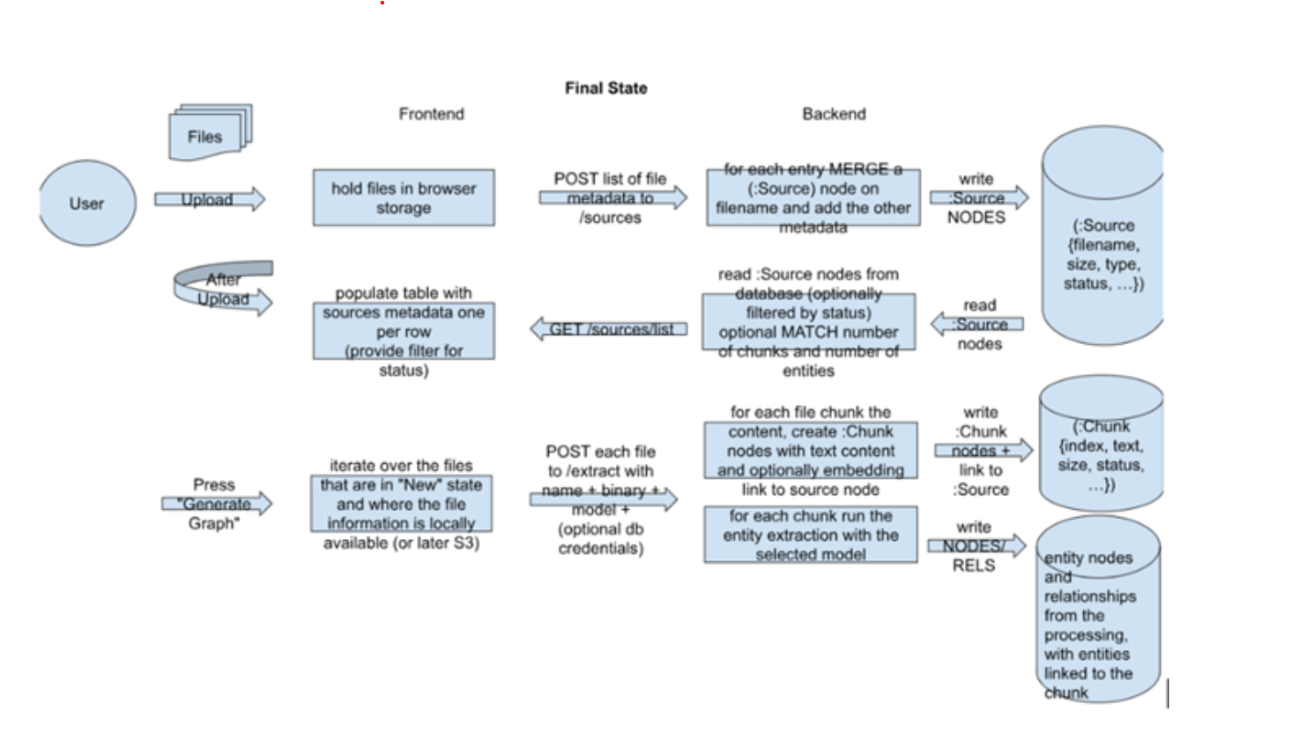 Final State
Frontend
Backend
Files
User
Upload
hold files in browser
storage
POST list of file
metadata to
/sources
for each entry MERGE a
(:Source) node on
filename and add the other
metadata
write
:Source
NODES
(:Source
{filename,
size, type,
status, ...})
After
Upload
populate table with
sources metadata one
per row
(provide filter for
status)
GET /sources/list
read :Source nodes from
database (optionally
filtered by status)
optional MATCH number
of chunks and number of
entities
read
:Source
nodes
Press
"Generate
Graph"
iterate over the files
that are in "New" state
and where the file
information is locally
available (or later S3)
POST each file
to /extract with
name + binary +
model +
(optional db
credentials)
for each file chunk the
content, create :Chunk
nodes with text content
and optionally embedding
link to source node
write
:Chunk
nodes +
link to
:Source
(:Chunk
{index, text,
size, status,
...})
for each chunk run the
entity extraction with the
selected model
write
NODES/
RELS
entity nodes
and
relationships
from the
processing,
with entities
linked to the
chunk